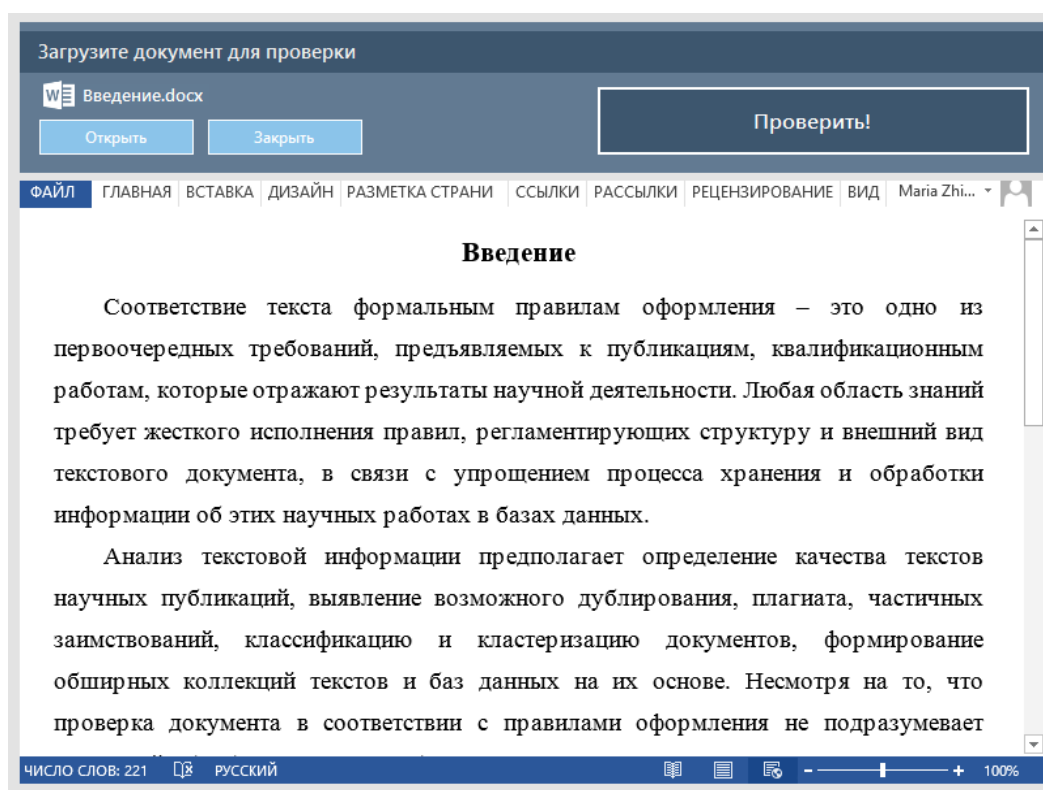 Загрузите документ для проверки
Введение.docx
Открыть Закрыть Проверить!
ФАЙЛ ГЛАВНАЯ ВСТАВКА ДИЗАЙН РАЗМЕТКА СТРАНИ ССЫЛКИ РАССЫЛКИ РЕЦЕНЗИРОВАНИЕ ВИД Maria Zhi...
Введение
Соответствие текста формальным правилам оформления – это одно из
первоочередных требований, предъявляемых к публикациям, квалификационным
работам, которые отражают результаты научной деятельности. Любая область знаний
требует жесткого исполнения правил, регламентирующих структуру и внешний вид
текстового документа, в связи с упрощением процесса хранения и обработки
информации об этих научных работах в базах данных.
Анализ текстовой информации предполагает определение качества текстов
научных публикаций, выявление возможного дублирования, плагиата, частичных
заимствований, классификацию и кластеризацию документов, формирование
обширных коллекций текстов и баз данных на их основе. Несмотря на то, что
проверка документа в соответствии с правилами оформления не подразумевает
ЧИСЛО СЛОВ: 221 РУССКИЙ - + 100%